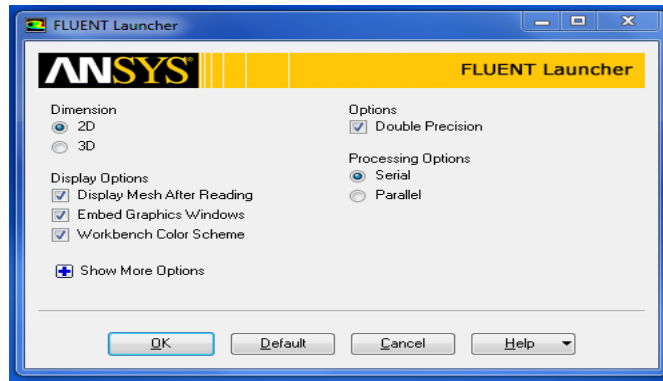 FLUENT Launcher
ANSYS®
FLUENT Launcher
Dimension
2D
3D
Display Options
Display Mesh After Reading
Embed Graphics Windows
Workbench Color Scheme
Show More Options
Options
Double Precision
Processing Options
Serial
Parallel
OK
Default
Cancel
Help